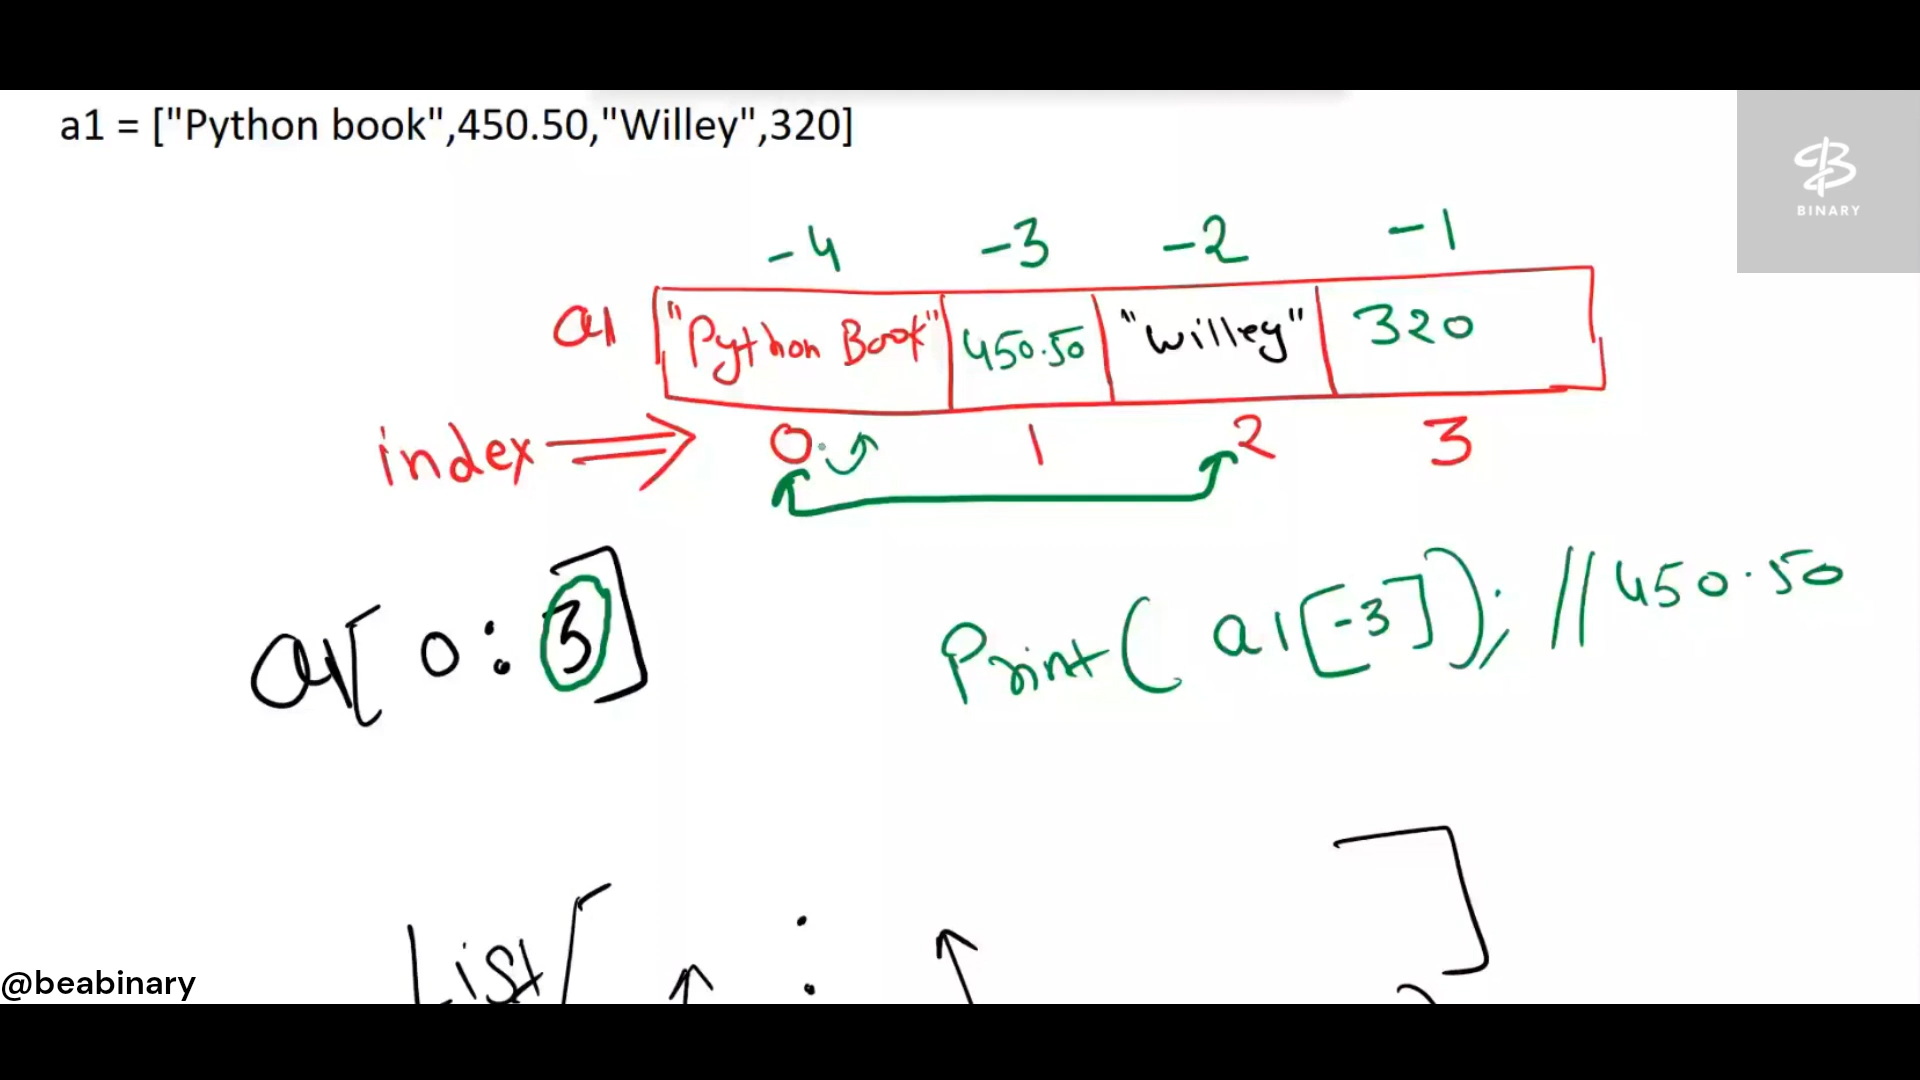 a1 = ["Python book",450.50,"Willey",320]
BINARY
-4 -3 -2 -1
a1 "Python Book" 450.50 "Willey" 320
index 0 1 2 3
a1[0:3]
Print(a1[-3]); // 450.50
List[ : ]
@beabinary